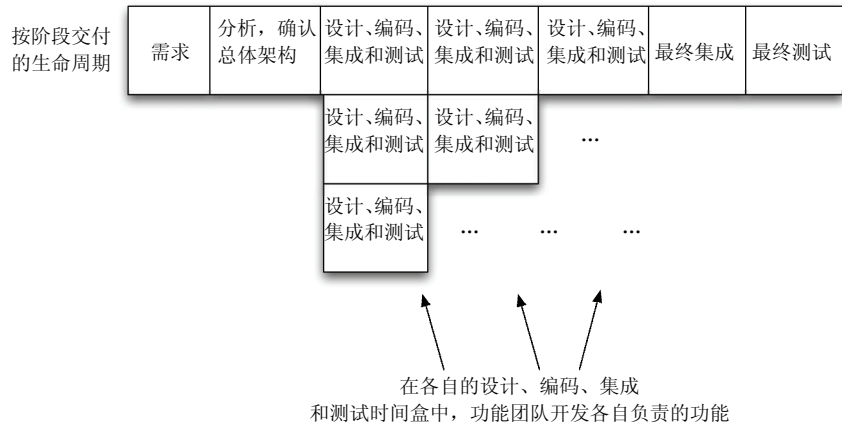 按阶段交付
的生命周期
需求
分析，确认
总体架构
设计、编码、
集成和测试
设计、编码、
集成和测试
设计、编码、
集成和测试
最终集成
最终测试
设计、编码、
集成和测试
设计、编码、
集成和测试
...
设计、编码、
集成和测试
...
...
...
在各自的设计、编码、集成
和测试时间盒中，功能团队开发各自负责的功能